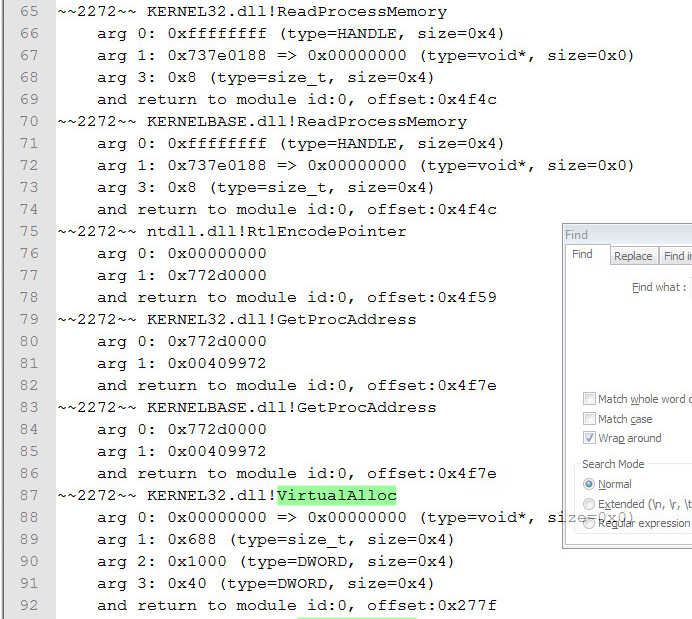 65 ~~2272~~ KERNEL32.dll!ReadProcessMemory
66 arg 0: 0xffffffff (type=HANDLE, size=0x4)
67 arg 1: 0x737e0188 => 0x00000000 (type=void*, size=0x0)
68 arg 3: 0x8 (type=size_t, size=0x4)
69 and return to module id:0, offset:0x4f4c
70 ~~2272~~ KERNELBASE.dll!ReadProcessMemory
71 arg 0: 0xffffffff (type=HANDLE, size=0x4)
72 arg 1: 0x737e0188 => 0x00000000 (type=void*, size=0x0)
73 arg 3: 0x8 (type=size_t, size=0x4)
74 and return to module id:0, offset:0x4f4c
75 ~~2272~~ ntdll.dll!RtlEncodePointer
76 arg 0: 0x00000000
77 arg 1: 0x772d0000
78 and return to module id:0, offset:0x4f59
79 ~~2272~~ KERNEL32.dll!GetProcAddress
80 arg 0: 0x772d0000
81 arg 1: 0x00409972
82 and return to module id:0, offset:0x4f7e
83 ~~2272~~ KERNELBASE.dll!GetProcAddress
84 arg 0: 0x772d0000
85 arg 1: 0x00409972
86 and return to module id:0, offset:0x4f7e
87 ~~2272~~ KERNEL32.dll!VirtualAlloc
88 arg 0: 0x00000000 => 0x00000000 (type=void*, size=0x0)
89 arg 1: 0x688 (type=size_t, size=0x4)
90 arg 2: 0x1000 (type=DWORD, size=0x4)
91 arg 3: 0x40 (type=DWORD, size=0x4)
92 and return to module id:0, offset:0x277f
Find
Find Replace Find in
Find what :
Match whole word o
Match case
Wrap around
Search Mode
Normal
Extended (\n, \r, \t
Regular expression